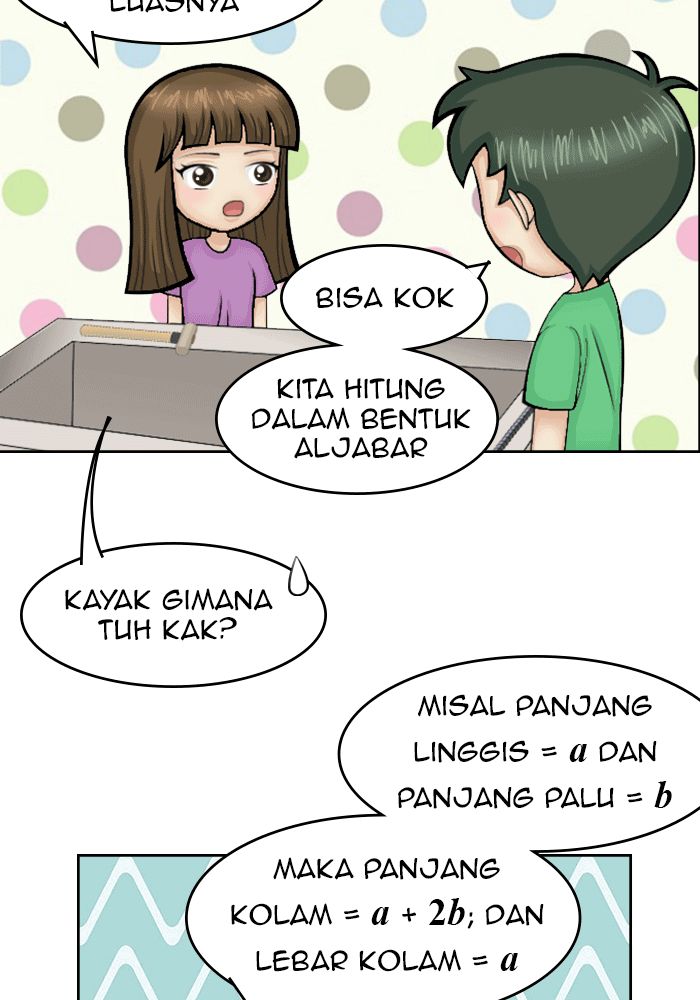 LUASNYA
BISA KOK
KITA HITUNG
DALAM BENTUK
ALJABAR
KAYAK GIMANA
TUH KAK?
MISAL PANJANG
LINGGIS = a DAN
PANJANG PALU = b
MAKA PANJANG
KOLAM = a + 2b; DAN
LEBAR KOLAM = a